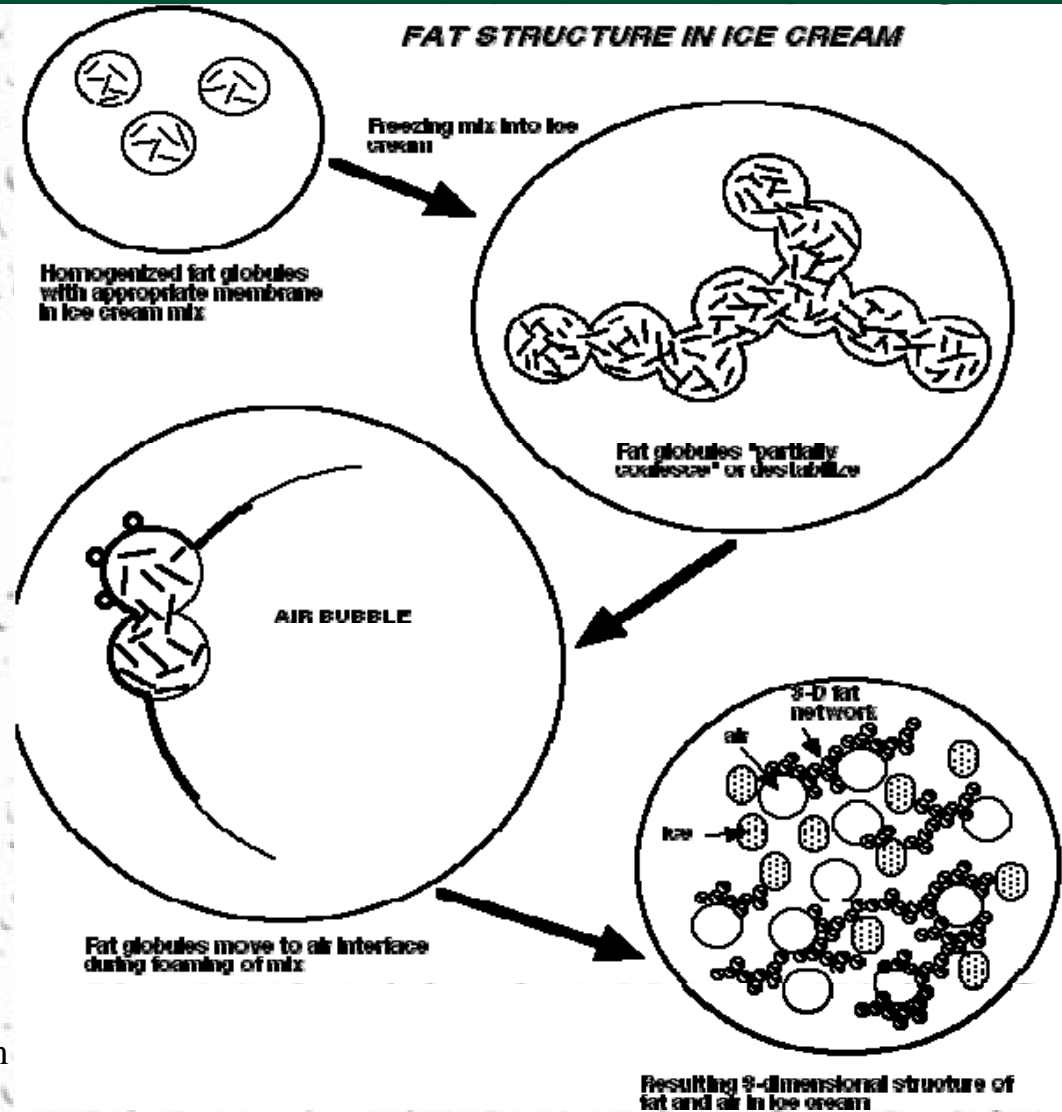 FAT STRUCTURE IN ICE CREAM
Freezing mix into ice
cream
Homogenized fat globules
with appropriate membrane
in ice cream mix
Fat globules "partially
coalesce" or destabilize
AIR BUBBLE
3-D fat
network
air
ice
Fat globules move to air interface
during foaming of mix
Resulting 3-dimensional structure of
fat and air in ice cream